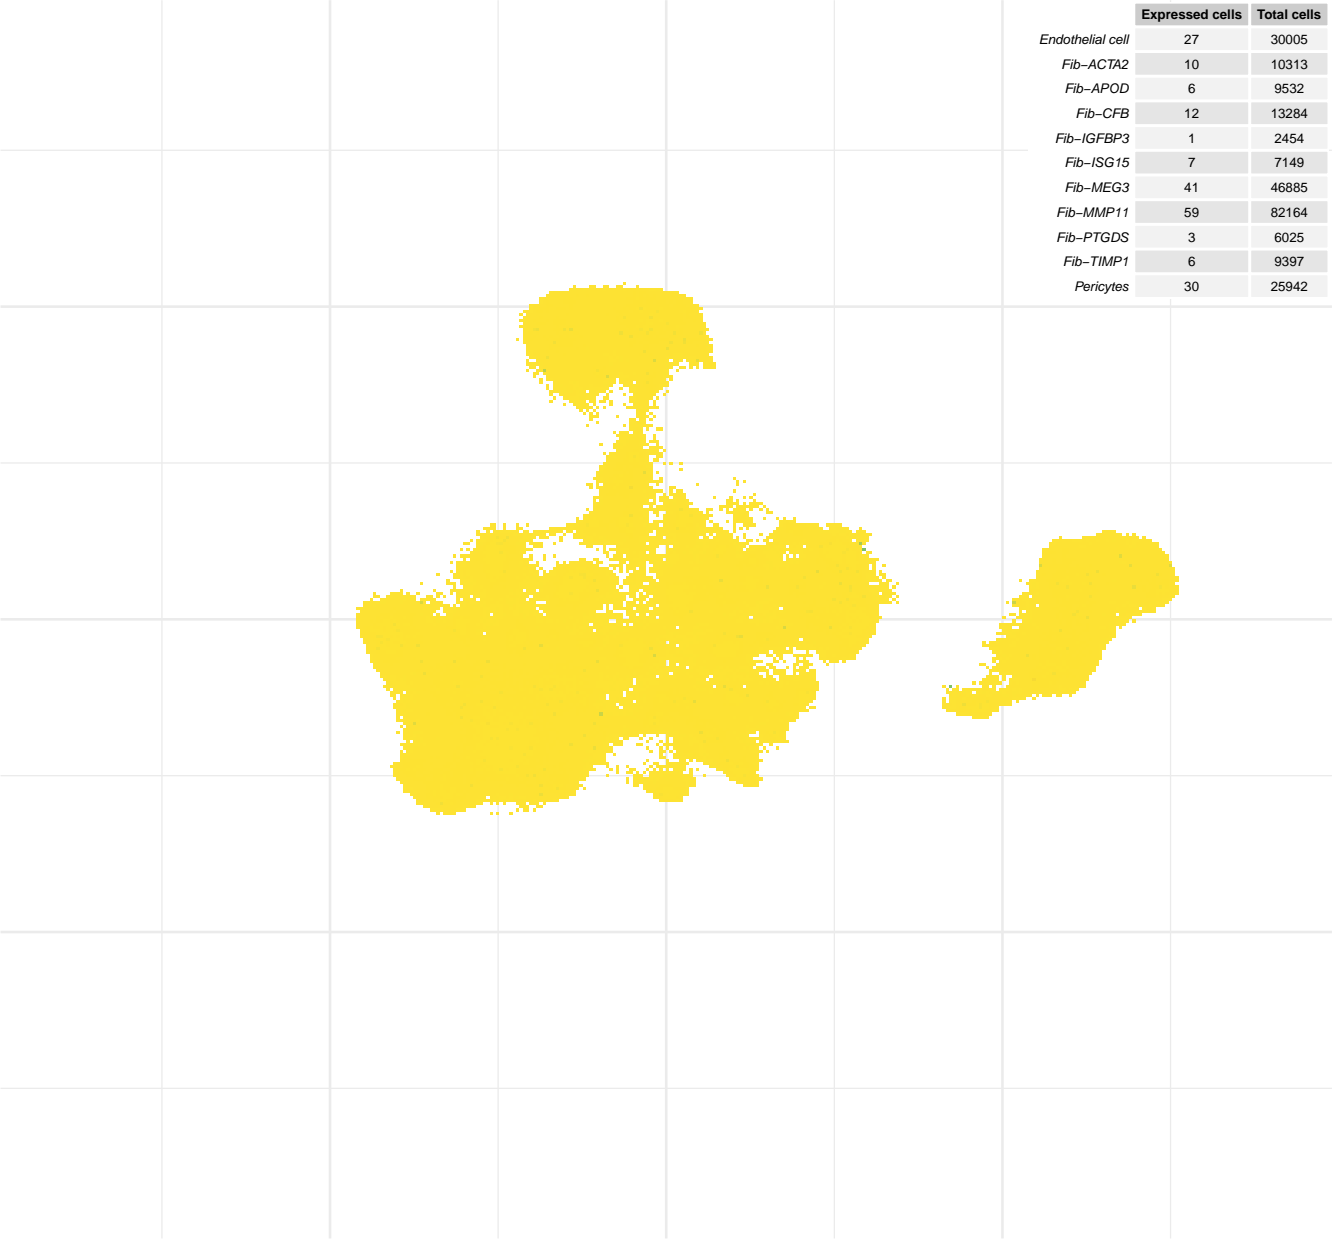 Expressed cells Total cells
Endothelial cell 27 30005
Fib−ACTA2 10 10313
Fib−APOD 6 9532
Fib−CFB 12 13284
Fib−IGFBP3 1 2454
Fib−ISG15 7 7149
Fib−MEG3 41 46885
Fib−MMP11 59 82164
Fib−PTGDS 3 6025
Fib−TIMP1 6 9397
Pericytes 30 25942